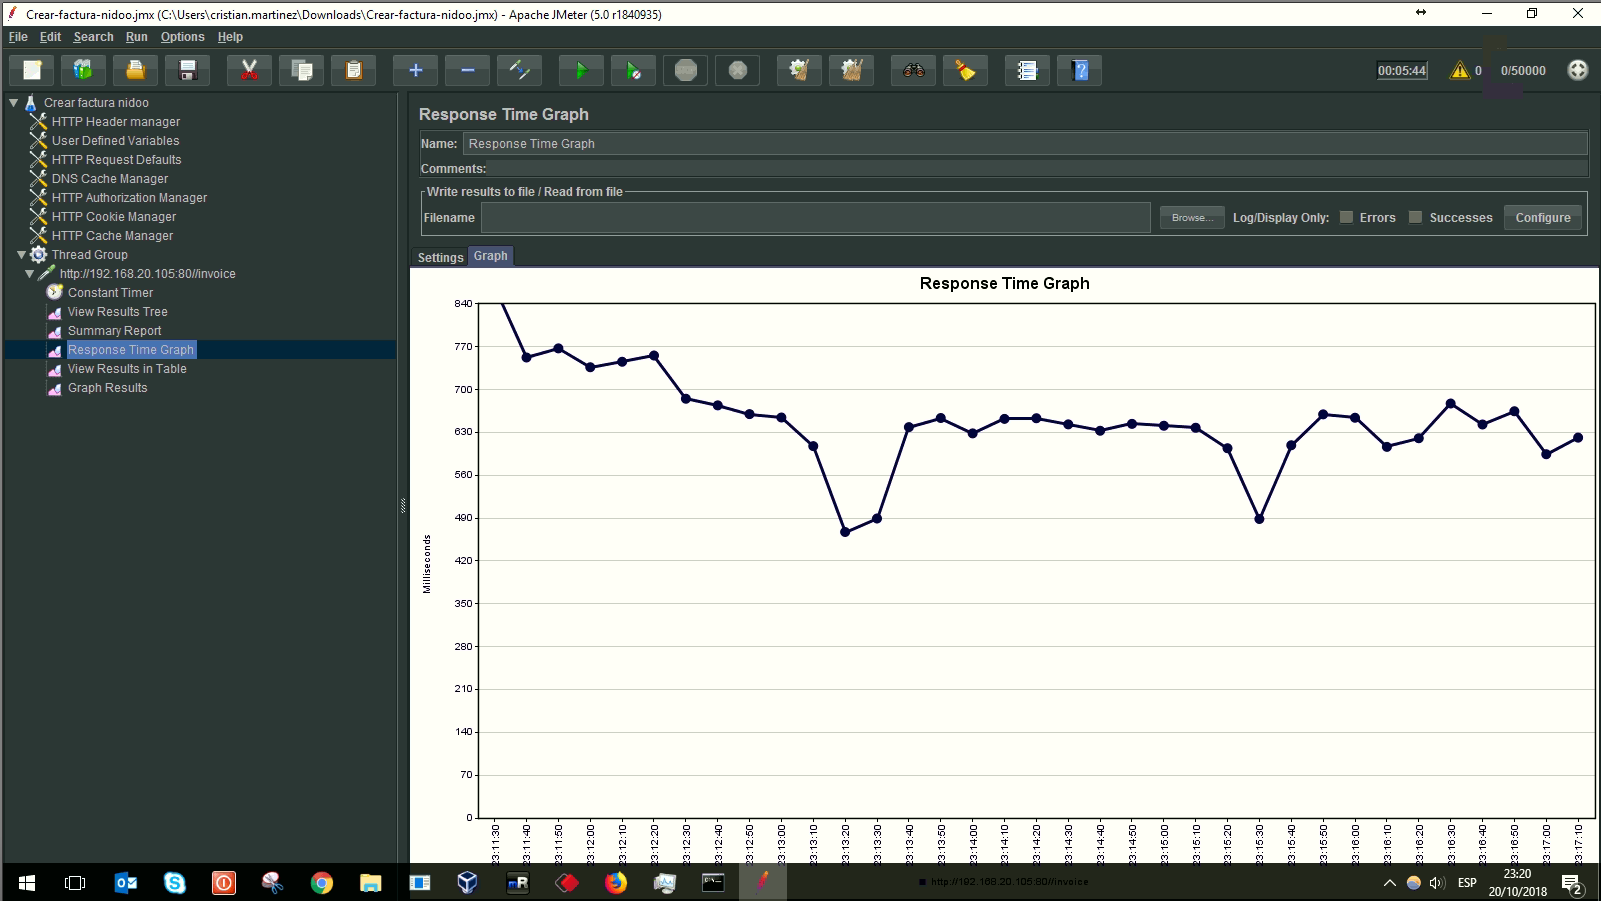 Crear-factura-nidoo.jmx (C:\Users\cristian.martinez\Downloads\Crear-factura-nidoo.jmx) - Apache JMeter (5.0 r1840935)
File Edit Search Run Options Help
00:05:44 0 0/50000
Crear factura nidoo
HTTP Header manager
User Defined Variables
HTTP Request Defaults
DNS Cache Manager
HTTP Authorization Manager
HTTP Cookie Manager
HTTP Cache Manager
Thread Group
http://192.168.20.105:80//invoice
Constant Timer
View Results Tree
Summary Report
Response Time Graph
View Results in Table
Graph Results
Response Time Graph
Name: Response Time Graph
Comments:
Write results to file / Read from file
Filename Browse... Log/Display Only: Errors Successes Configure
Settings Graph
Response Time Graph
840
770
700
630
560
490
420
350
280
210
140
70
0
Milliseconds
23:11:30
23:11:40
23:11:50
23:12:00
23:12:10
23:12:20
23:12:30
23:12:40
23:12:50
23:13:00
23:13:10
23:13:20
23:13:30
23:13:40
23:13:50
23:14:00
23:14:10
23:14:20
23:14:30
23:14:40
23:14:50
23:15:00
23:15:10
23:15:20
23:15:30
23:15:40
23:15:50
23:16:00
23:16:10
23:16:20
23:16:30
23:16:40
23:16:50
23:17:00
23:17:10
http://192.168.20.105:80//invoice
mR
ESP
23:20
20/10/2018
2